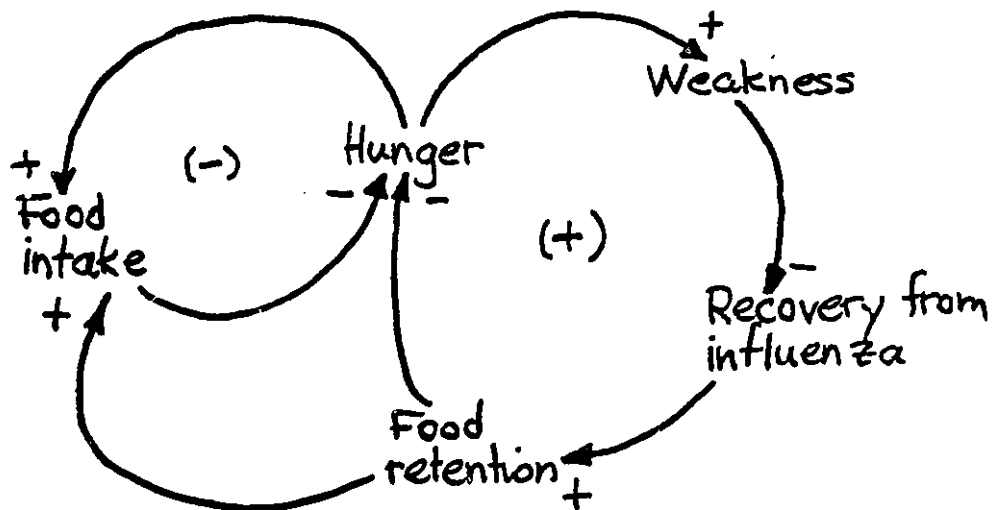 +
Weakness
Hunger
+
(-)
-
-
Food
intake
(+)
+
-
Recovery from
influenza
Food
retention
+